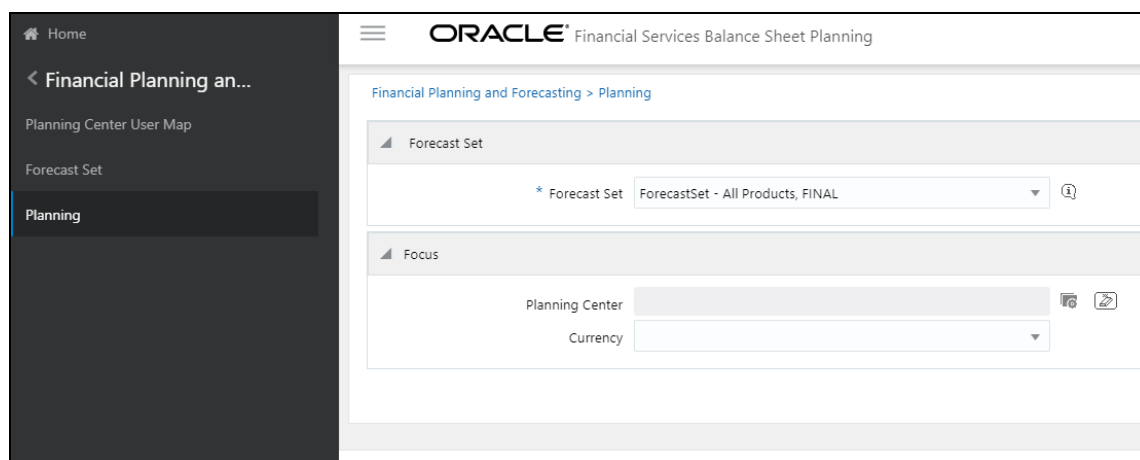 Home
Financial Planning an...
Planning Center User Map
Forecast Set
Planning
ORACLE® Financial Services Balance Sheet Planning
Financial Planning and Forecasting > Planning
Forecast Set
* Forecast Set ForecastSet - All Products, FINAL
Focus
Planning Center
Currency